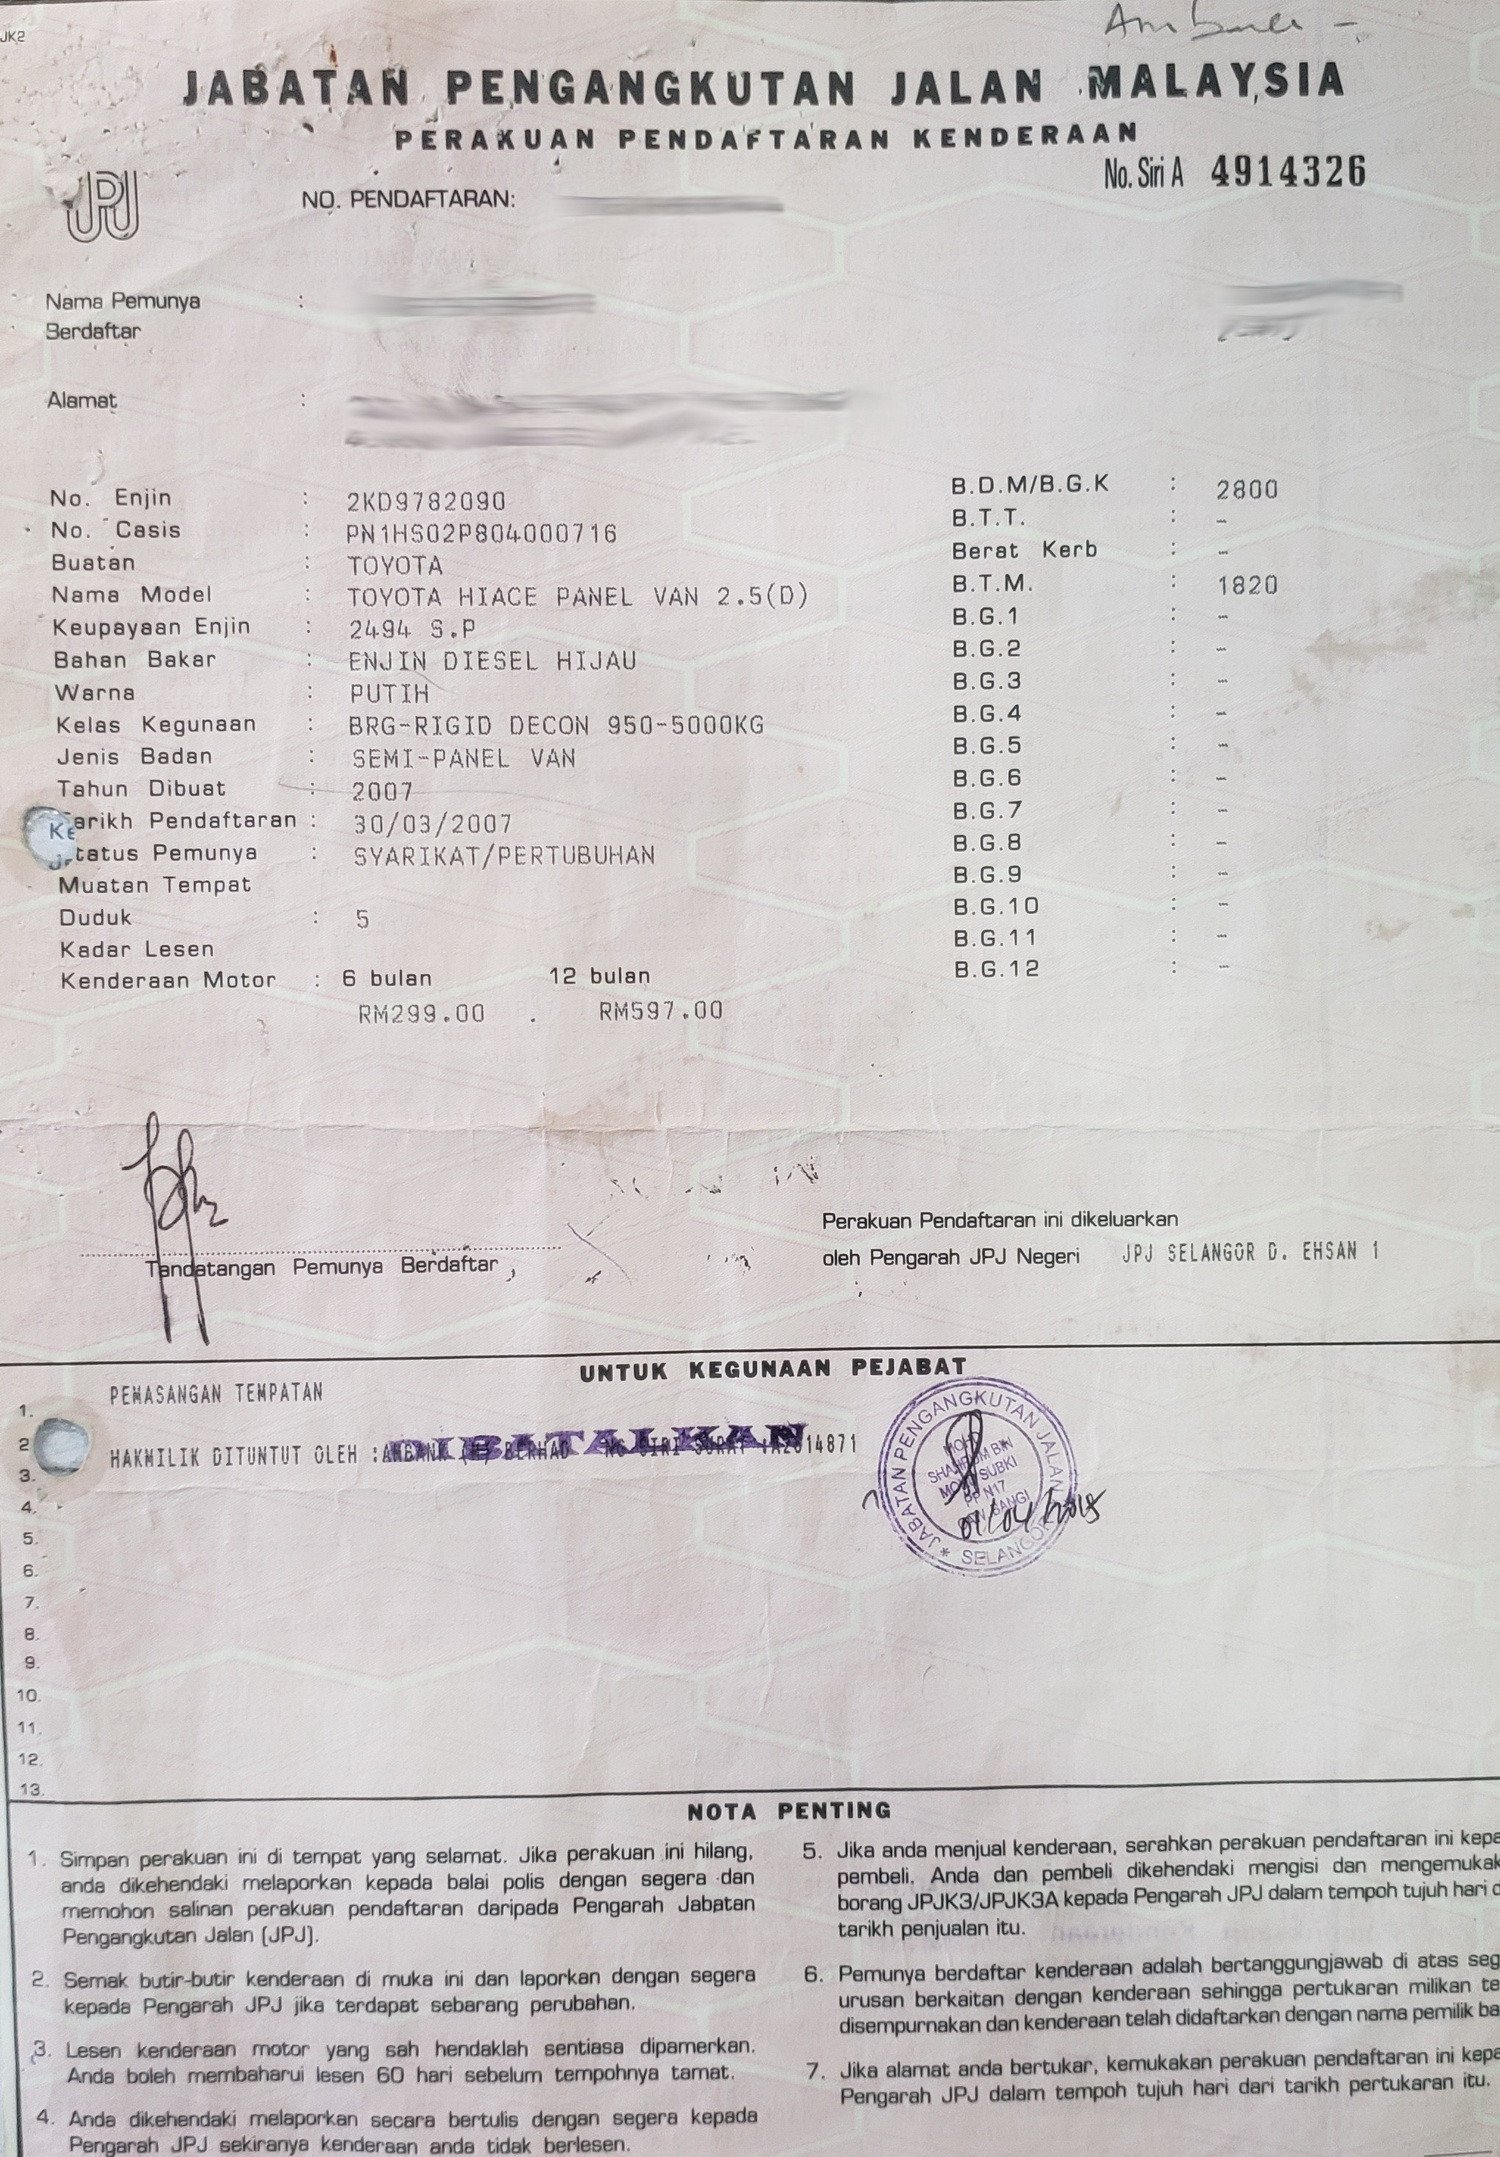 JK2
JABATAN PENGANGKUTAN JALAN MALAYSIA
PERAKUAN PENDAFTARAN KENDERAAN
No. Siri A 4914326
JPJ
NO. PENDAFTARAN:
Nama Pemunya :
Berdaftar
Alamat :
No. Enjin : 2KD9782090
No. Casis : PN1HS02P804000716
Buatan : TOYOTA
Nama Model : TOYOTA HIACE PANEL VAN 2.5(D)
Keupayaan Enjin : 2494 S.P
Bahan Bakar : ENJIN DIESEL HIJAU
Warna : PUTIH
Kelas Kegunaan : BRG-RIGID DECON 950-5000KG
Jenis Badan : SEMI-PANEL VAN
Tahun Dibuat : 2007
arikh Pendaftaran : 30/03/2007
tatus Pemunya : SYARIKAT/PERTUBUHAN
Muatan Tempat
Duduk : 5
Kadar Lesen
Kenderaan Motor : 6 bulan 12 bulan
RM299.00 . RM597.00
B.D.M/B.G.K : 2800
B.T.T. : -
Berat Kerb : -
B.T.M. : 1820
B.G.1 : -
B.G.2 : -
B.G.3 : -
B.G.4 : -
B.G.5 : -
B.G.6 : -
B.G.7 : -
B.G.8 : -
B.G.9 : -
B.G.10 : -
B.G.11 : -
B.G.12 : -
Tandatangan Pemunya Berdaftar
Perakuan Pendaftaran ini dikeluarkan
oleh Pengarah JPJ Negeri JPJ SELANGOR D. EHSAN 1
UNTUK KEGUNAAN PEJABAT
1. PEMASANGAN TEMPATAN
2 HAKMILIK DITUNTUT OLEH :AMBANK BERHAD
DIBATALKAN
JABATAN PENGANGKUTAN JALAN
SELANGOR
01/04/2015
3.
4.
5.
6.
7.
8.
9.
10.
11.
12.
13.
NOTA PENTING
1. Simpan perakuan ini di tempat yang selamat. Jika perakuan ini hilang,
anda dikehendaki melaporkan kepada balai polis dengan segera dan
memohon salinan perakuan pendaftaran daripada Pengarah Jabatan
Pengangkutan Jalan (JPJ).
2. Semak butir-butir kenderaan di muka ini dan laporkan dengan segera
kepada Pengarah JPJ jika terdapat sebarang perubahan.
3. Lesen kenderaan motor yang sah hendaklah sentiasa dipamerkan.
Anda boleh membaharui lesen 60 hari sebelum tempohnya tamat.
4. Anda dikehendaki melaporkan secara bertulis dengan segera kepada
Pengarah JPJ sekiranya kenderaan anda tidak berlesen.
5. Jika anda menjual kenderaan, serahkan perakuan pendaftaran ini kepa
pembeli. Anda dan pembeli dikehendaki mengisi dan mengemukak
borang JPJK3/JPJK3A kepada Pengarah JPJ dalam tempoh tujuh hari d
tarikh penjualan itu.
6. Pemunya berdaftar kenderaan adalah bertanggungjawab di atas seg
urusan berkaitan dengan kenderaan sehingga pertukaran milikan te
disempurnakan dan kenderaan telah didaftarkan dengan nama pemilik ba
7. Jika alamat anda bertukar, kemukakan perakuan pendaftaran ini kepa
Pengarah JPJ dalam tempoh tujuh hari dari tarikh pertukaran itu.